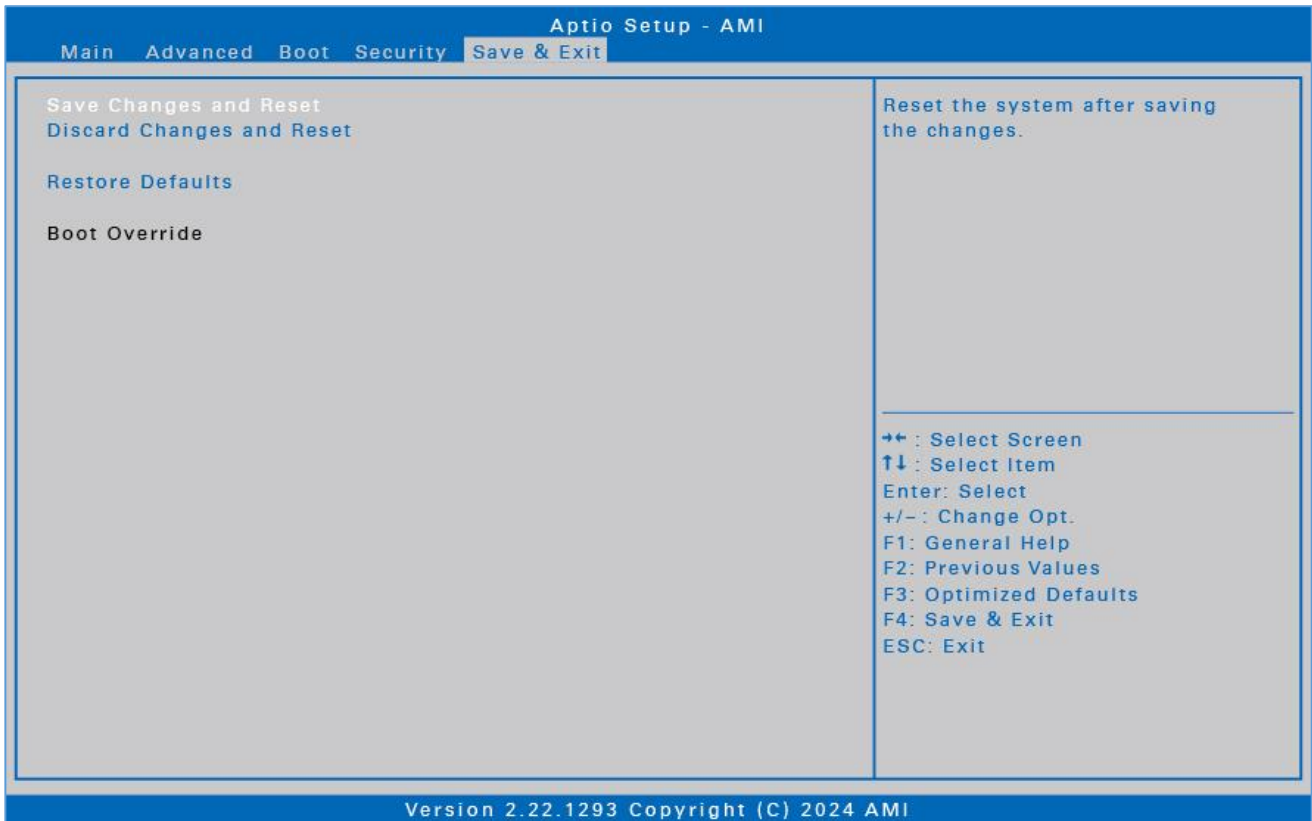 Aptio Setup - AMI
Main Advanced Boot Security Save & Exit
Save Changes and Reset
Discard Changes and Reset
Restore Defaults
Boot Override
Reset the system after saving
the changes.
→← : Select Screen
↑↓ : Select Item
Enter: Select
+/– : Change Opt.
F1: General Help
F2: Previous Values
F3: Optimized Defaults
F4: Save & Exit
ESC: Exit
Version 2.22.1293 Copyright (C) 2024 AMI